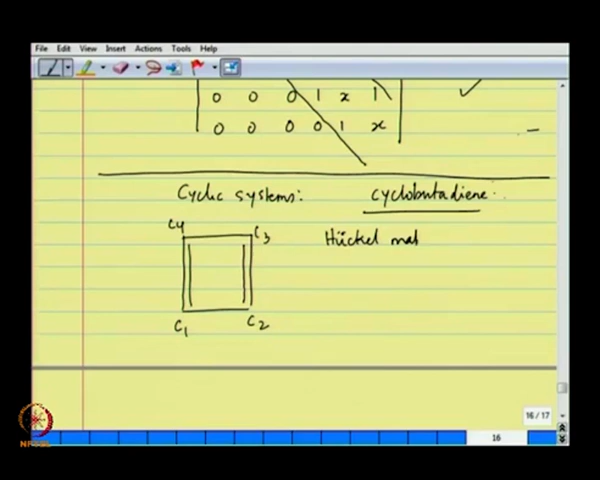 File Edit View Insert Actions Tools Help
0 0 0 1 x 1
0 0 0 0 1 x
Cyclic systems: cyclobutadiene:
C4 C3 Hückel mat
C1 C2
16/17
NPTEL 16